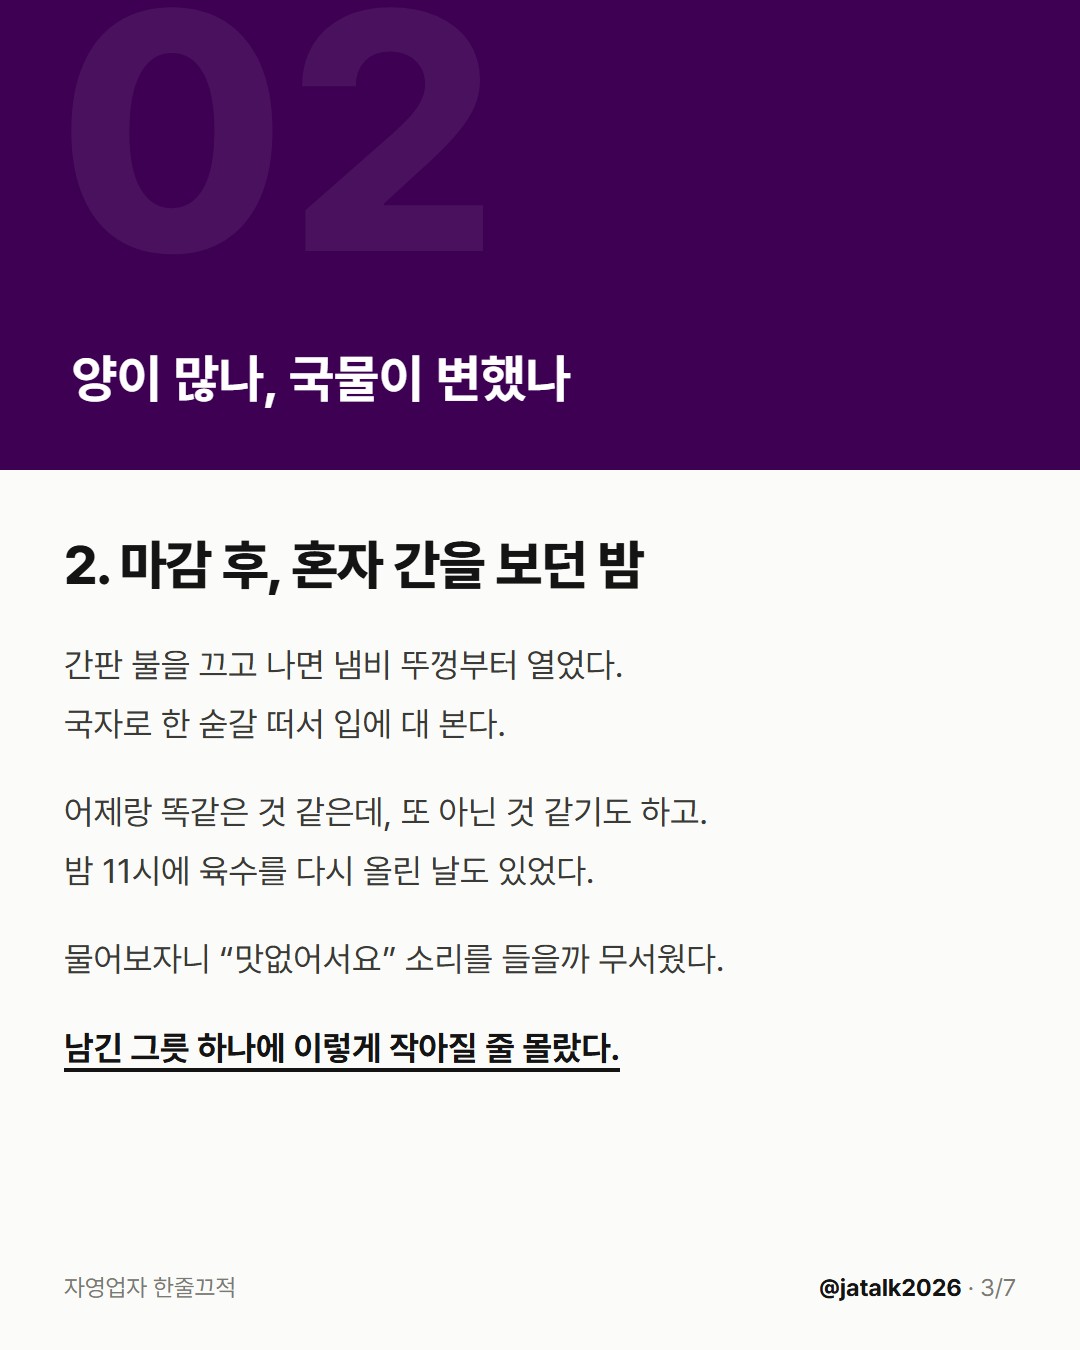 02
양이 많나, 국물이 변했나
2. 마감 후, 혼자 간을 보던 밤
간판 불을 끄고 나면 냄비 뚜껑부터 열었다.
국자로 한 숟갈 떠서 입에 대 본다.
어제랑 똑같은 것 같은데, 또 아닌 것 같기도 하고.
밤 11시에 육수를 다시 올린 날도 있었다.
물어보자니 “맛없어서요” 소리를 들을까 무서웠다.
남긴 그릇 하나에 이렇게 작아질 줄 몰랐다.
자영업자 한줄끄적
@jatalk2026 · 3/7